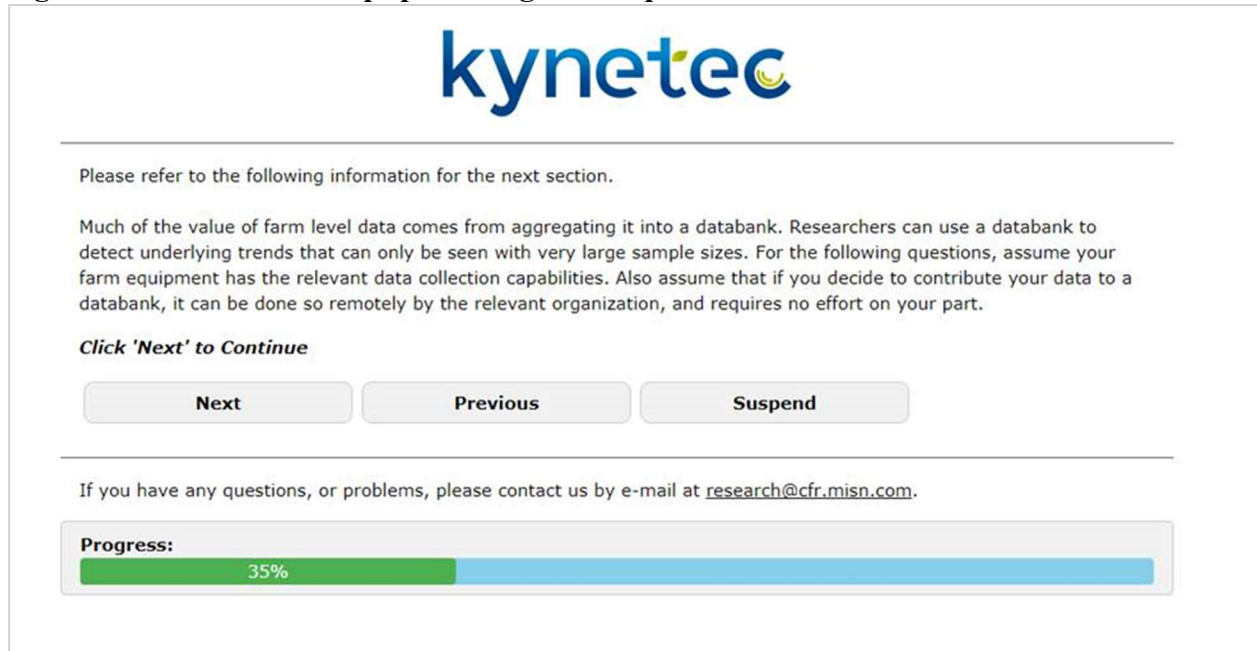 kynetec
Please refer to the following information for the next section.
Much of the value of farm level data comes from aggregating it into a databank. Researchers can use a databank to
detect underlying trends that can only be seen with very large sample sizes. For the following questions, assume your
farm equipment has the relevant data collection capabilities. Also assume that if you decide to contribute your data to a
databank, it can be done so remotely by the relevant organization, and requires no effort on your part.
Click 'Next' to Continue
Next Previous Suspend
If you have any questions, or problems, please contact us by e-mail at research@cfr.misn.com.
Progress:
35%